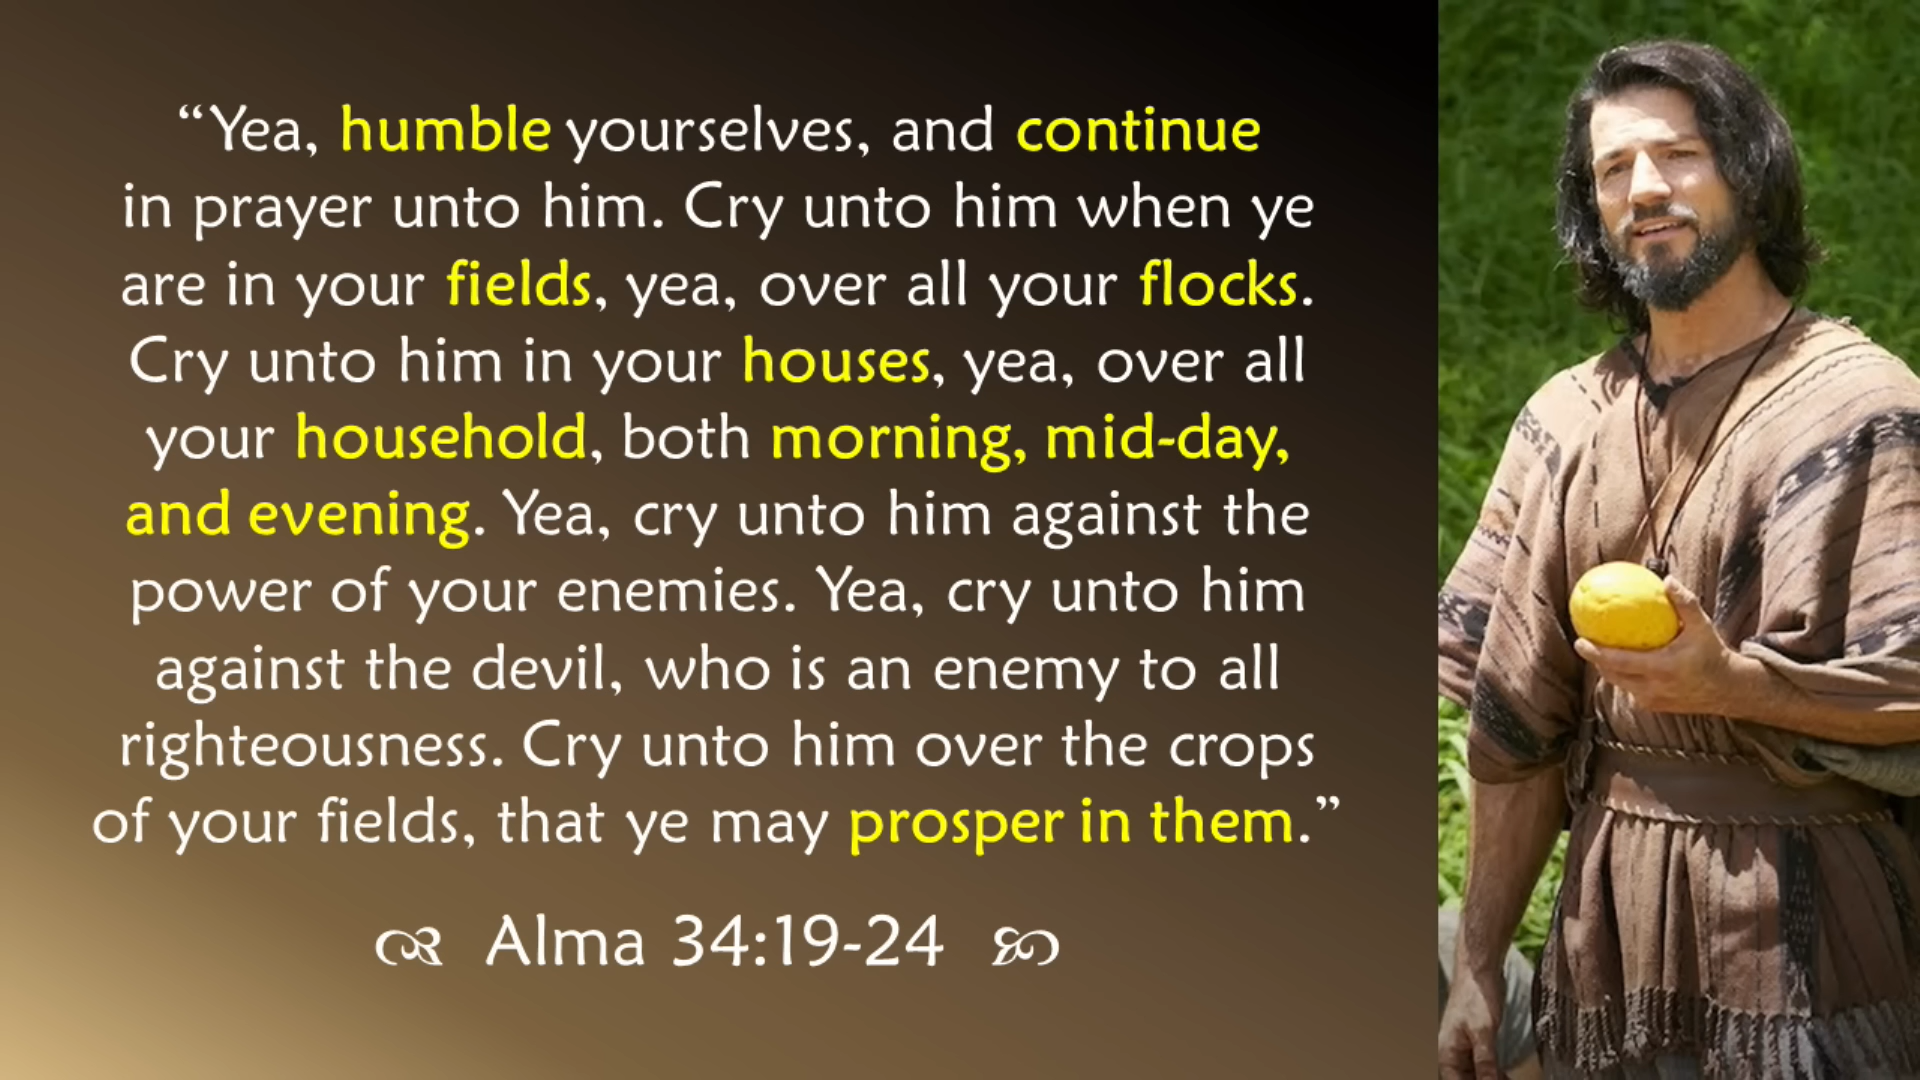 “Yea, humble yourselves, and continue
in prayer unto him. Cry unto him when ye
are in your fields, yea, over all your flocks.
Cry unto him in your houses, yea, over all
your household, both morning, mid-day,
and evening. Yea, cry unto him against the
power of your enemies. Yea, cry unto him
against the devil, who is an enemy to all
righteousness. Cry unto him over the crops
of your fields, that ye may prosper in them.”
Alma 34:19-24